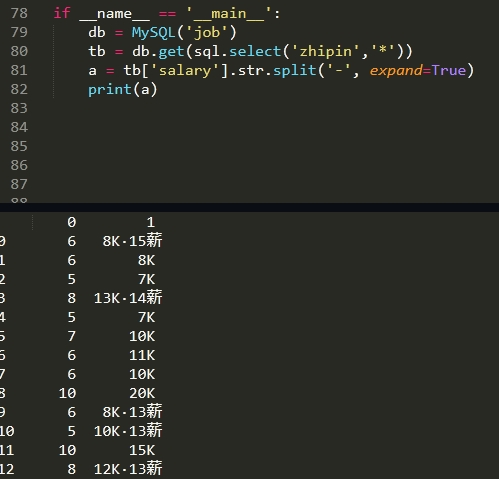 78 if __name__ == '__main__':
79     db = MySQL('job')
80     tb = db.get(sql.select('zhipin','*'))
81     a = tb['salary'].str.split('-', expand=True)
82     print(a)
83
84
85
86
87
0 1
0 6 8K·15薪
1 6 8K
2 5 7K
3 8 13K·14薪
4 5 7K
5 7 10K
6 6 11K
7 6 10K
8 10 20K
9 6 8K·13薪
10 5 10K·13薪
11 10 15K
12 8 12K·13薪